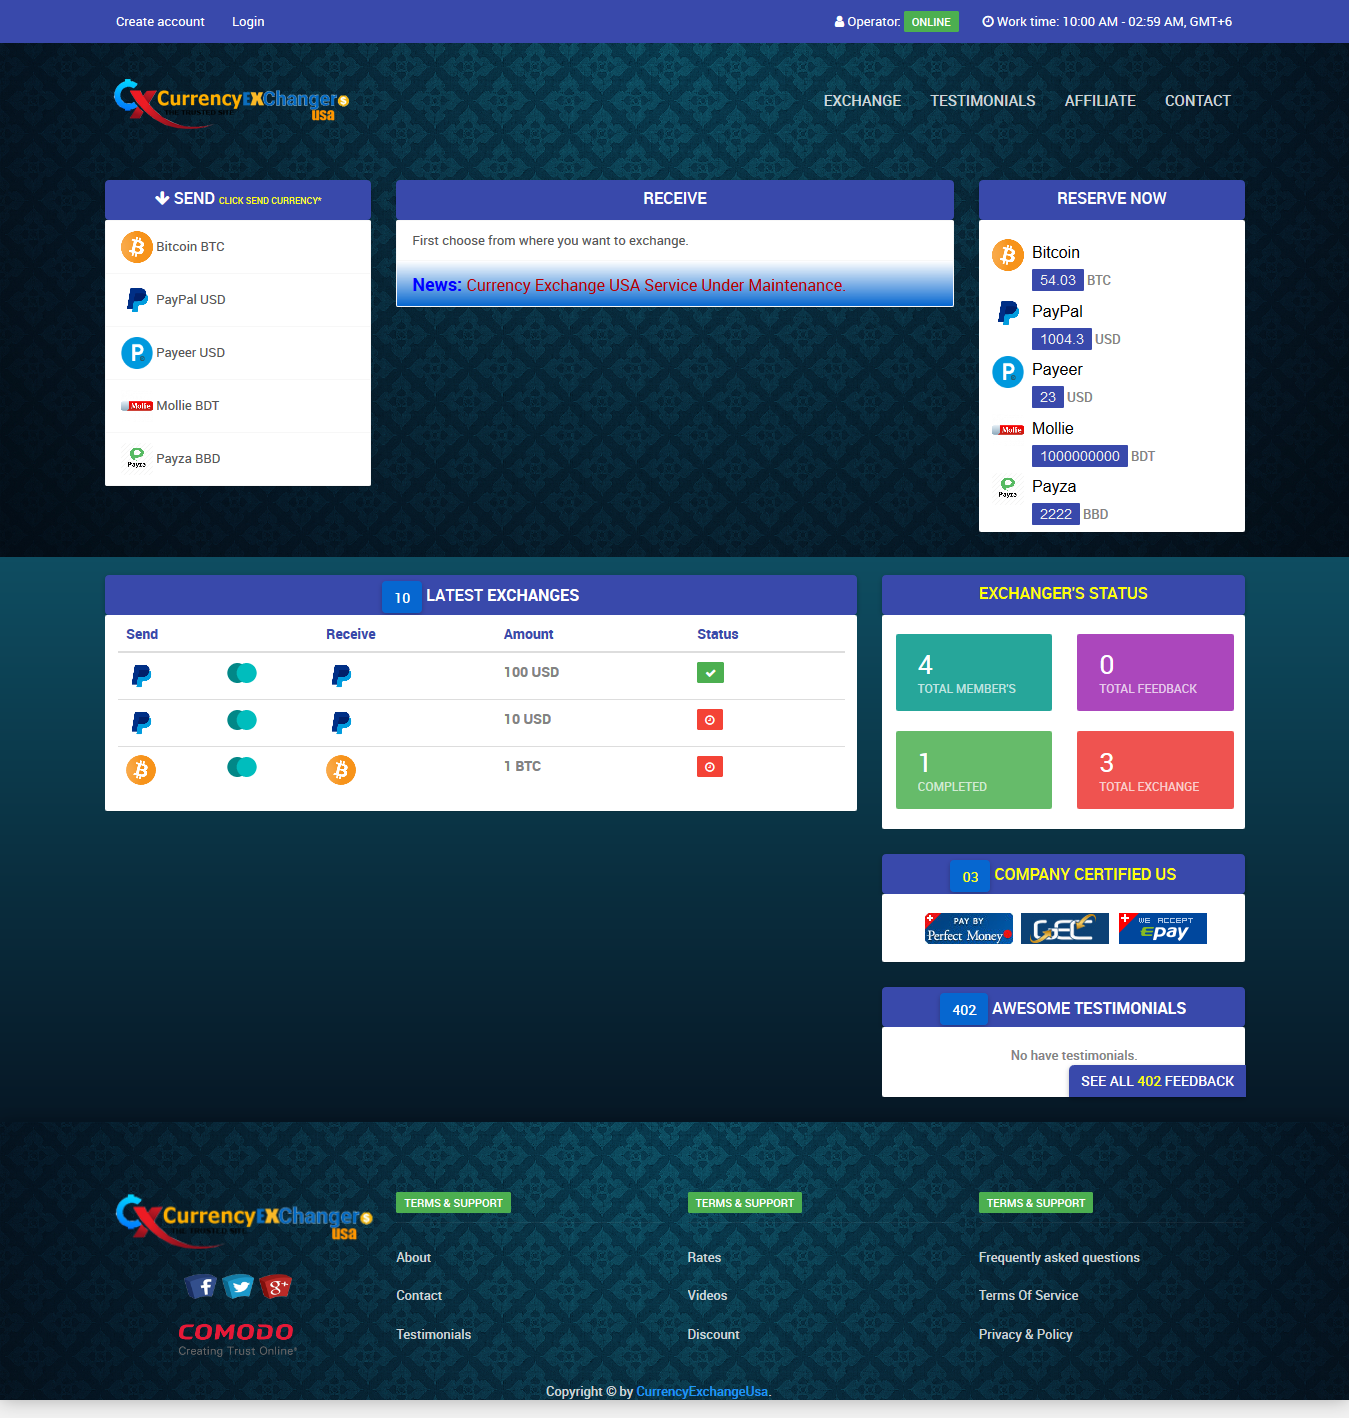 Create account Login Operator: ONLINE Work time: 10:00 AM - 02:59 AM, GMT+6
CurrencyEXChanger usa
EXCHANGE TESTIMONIALS AFFILIATE CONTACT
SEND CLICK SEND CURRENCY*
Bitcoin BTC
PayPal USD
Payeer USD
Mollie Mollie BDT
Payza Payza BBD
RECEIVE
First choose from where you want to exchange.
News: Currency Exchange USA Service Under Maintenance.
RESERVE NOW
Bitcoin
54.03 BTC
PayPal
1004.3 USD
Payeer
23 USD
Mollie Mollie
1000000000 BDT
Payza Payza
2222 BBD
10 LATEST EXCHANGES
Send Receive Amount Status
100 USD
10 USD
1 BTC
EXCHANGER'S STATUS
4
TOTAL MEMBER'S
0
TOTAL FEEDBACK
1
COMPLETED
3
TOTAL EXCHANGE
03 COMPANY CERTIFIED US
PAY BY
Perfect Money
GEC
WE ACCEPT
epay
402 AWESOME TESTIMONIALS
No have testimonials.
SEE ALL 402 FEEDBACK
CurrencyEXChanger
usa
COMODO
Creating Trust Online®
TERMS & SUPPORT
About
Contact
Testimonials
TERMS & SUPPORT
Rates
Videos
Discount
TERMS & SUPPORT
Frequently asked questions
Terms Of Service
Privacy & Policy
Copyright © by CurrencyExchangeUsa.